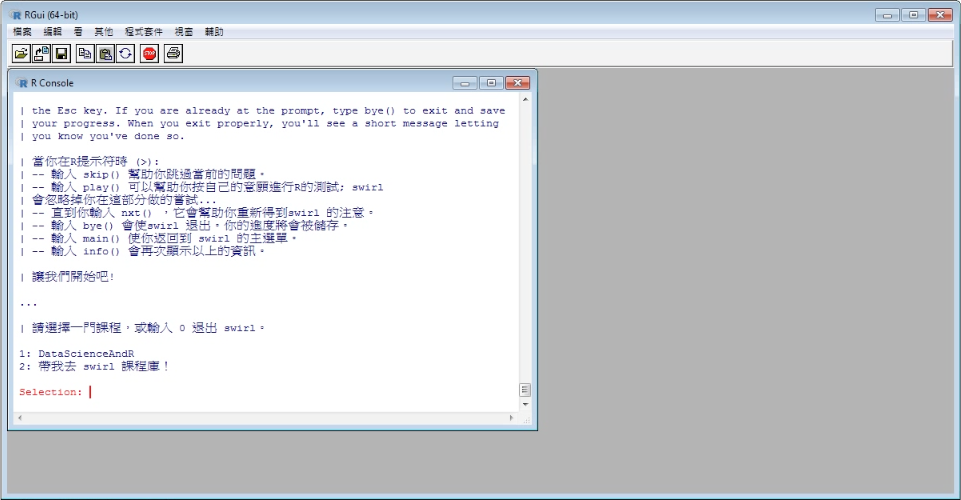 RGui (64-bit)
檔案 編輯 看 其他 程式套件 視窗 輔助
STOP
R Console
| the Esc key. If you are already at the prompt, type bye() to exit and save
| your progress. When you exit properly, you'll see a short message letting
| you know you've done so.
| 當你在R提示符時 (>):
| -- 輸入 skip() 幫助你跳過當前的問題。
| -- 輸入 play() 可以幫助你按自己的意願進行R的測試; swirl
| 會忽略掉你在這部分做的嘗試...
| -- 直到你輸入 nxt() ，它會幫助你重新得到swirl 的注意。
| -- 輸入 bye() 會使swirl 退出，你的進度將會被儲存。
| -- 輸入 main() 使你返回到 swirl 的主選單。
| -- 輸入 info() 會再次顯示以上的資訊。
| 讓我們開始吧!
...
| 請選擇一門課程，或輸入 0 退出 swirl。
1: DataScienceAndR
2: 帶我去 swirl 課程庫！
Selection: